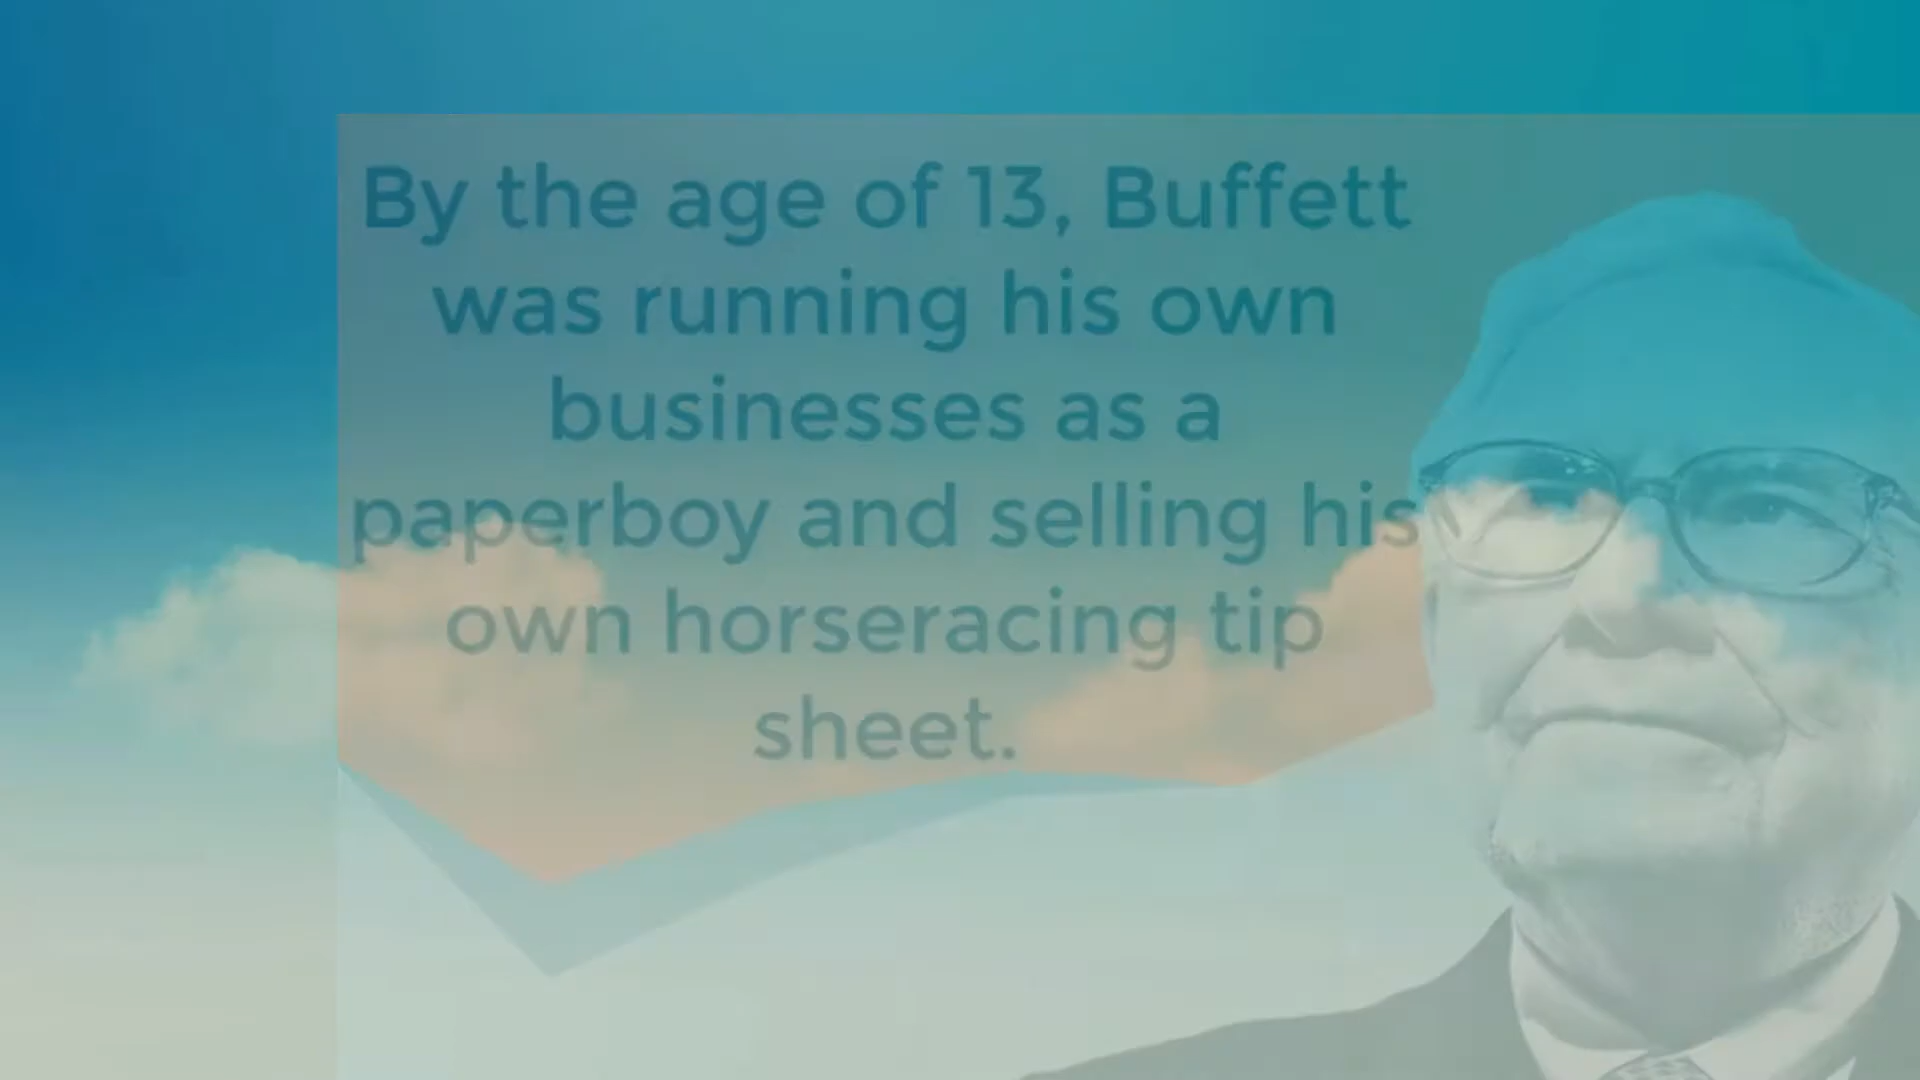 By the age of 13, Buffett
was running his own
businesses as a
paperboy and selling his
own horseracing tip
sheet.